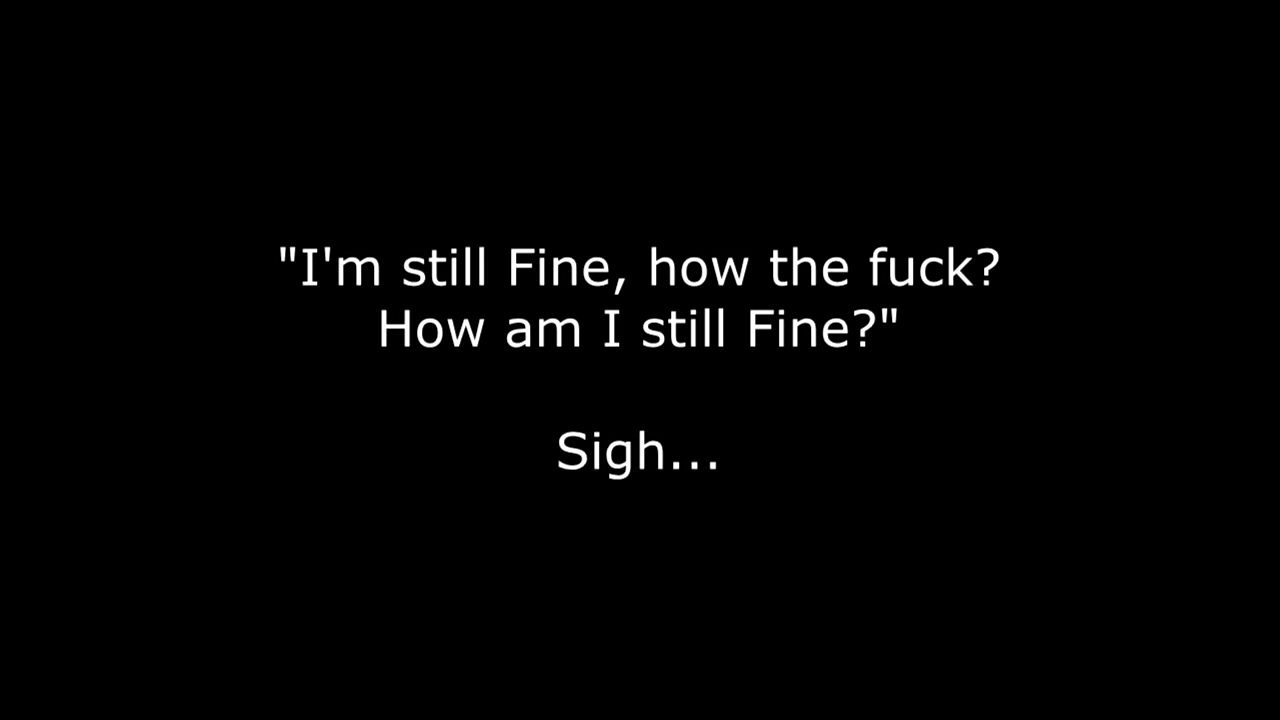 "I'm still Fine, how the fuck?
How am I still Fine?"
Sigh...